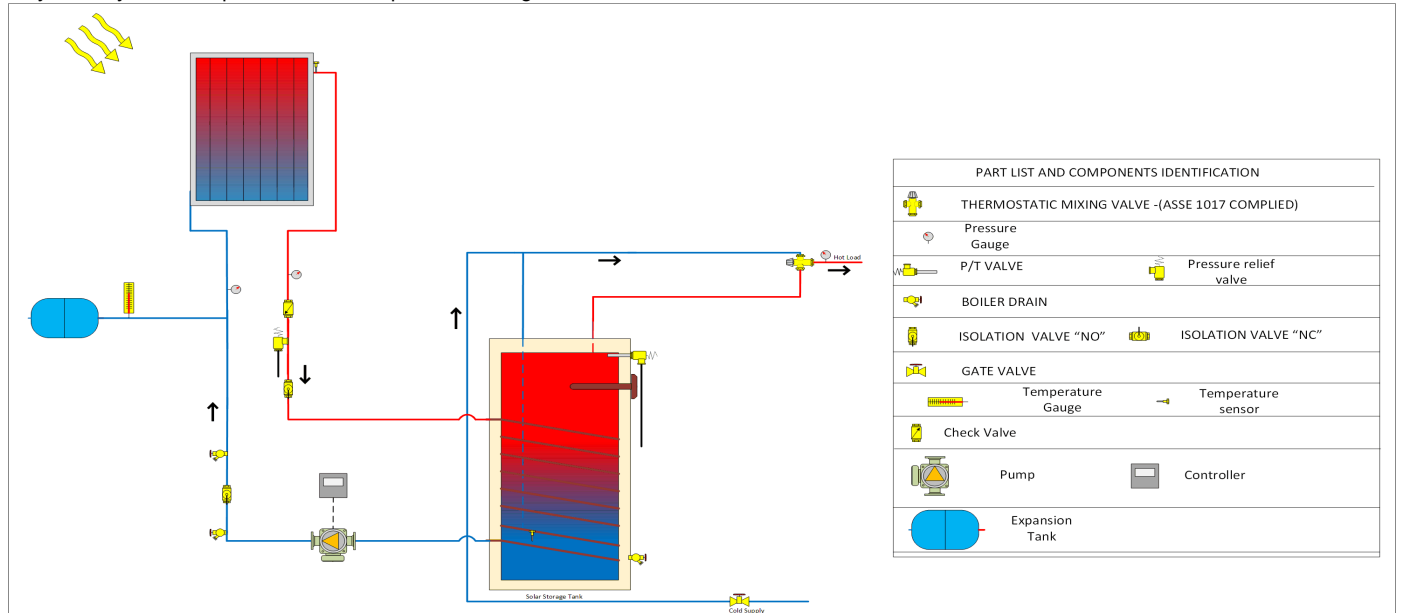 PART LIST AND COMPONENTS IDENTIFICATION
THERMOSTATIC MIXING VALVE -(ASSE 1017 COMPLIED)
Pressure
Gauge
P/T VALVE
Pressure relief
valve
BOILER DRAIN
ISOLATION VALVE “NO”
ISOLATION VALVE “NC”
GATE VALVE
Temperature
Gauge
Temperature
sensor
Check Valve
Pump
Controller
Expansion
Tank
Hot Load
Solar Storage Tank
Cold Supply